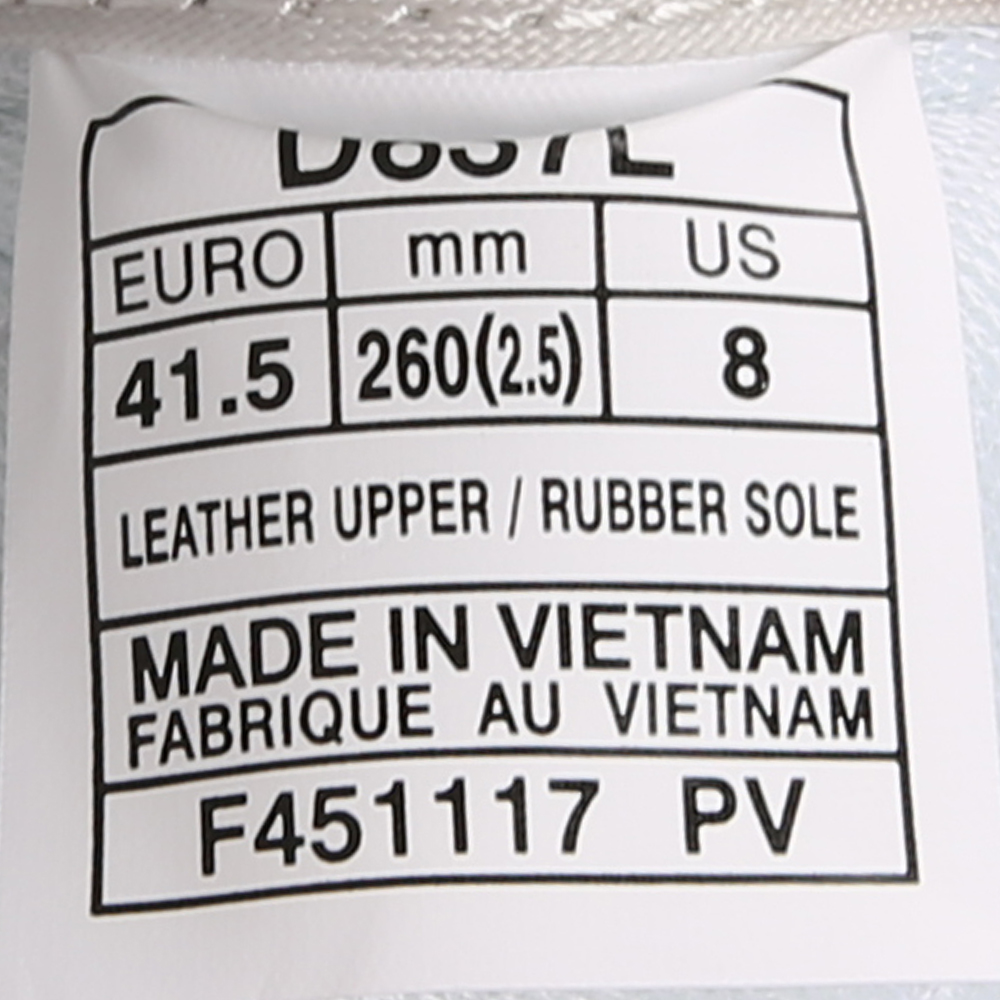 EURO mm US
41.5 260(2.5) 8
LEATHER UPPER / RUBBER SOLE
MADE IN VIETNAM
FABRIQUE AU VIETNAM
F451117 PV